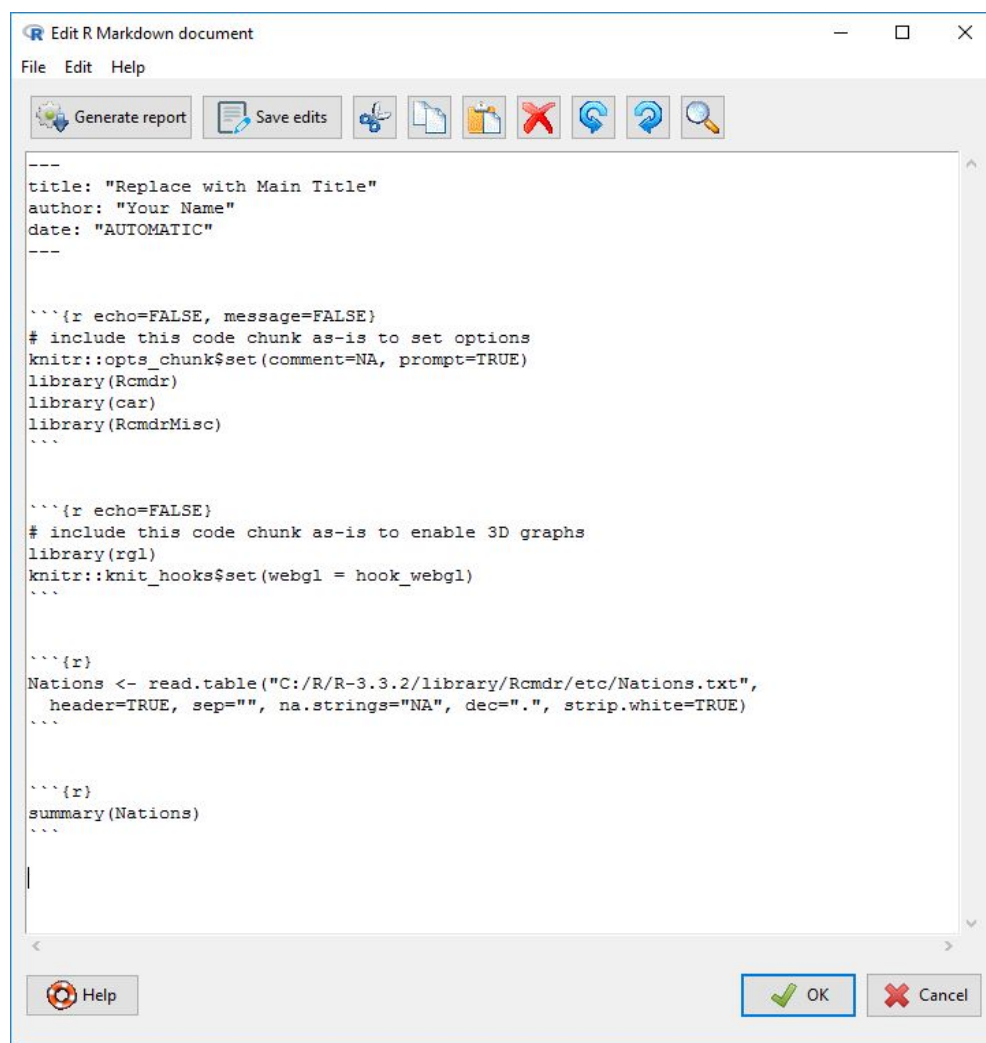 Edit R Markdown document
File Edit Help
Generate report Save edits
---
title: "Replace with Main Title"
author: "Your Name"
date: "AUTOMATIC"
---
```{r echo=FALSE, message=FALSE}
# include this code chunk as-is to set options
knitr::opts_chunk$set(comment=NA, prompt=TRUE)
library(Rcmdr)
library(car)
library(RcmdrMisc)
```
```{r echo=FALSE}
# include this code chunk as-is to enable 3D graphs
library(rgl)
knitr::knit_hooks$set(webgl = hook_webgl)
```
```{r}
Nations <- read.table("C:/R/R-3.3.2/library/Rcmdr/etc/Nations.txt",
  header=TRUE, sep="", na.strings="NA", dec=".", strip.white=TRUE)
```
```{r}
summary(Nations)
```
Help OK Cancel